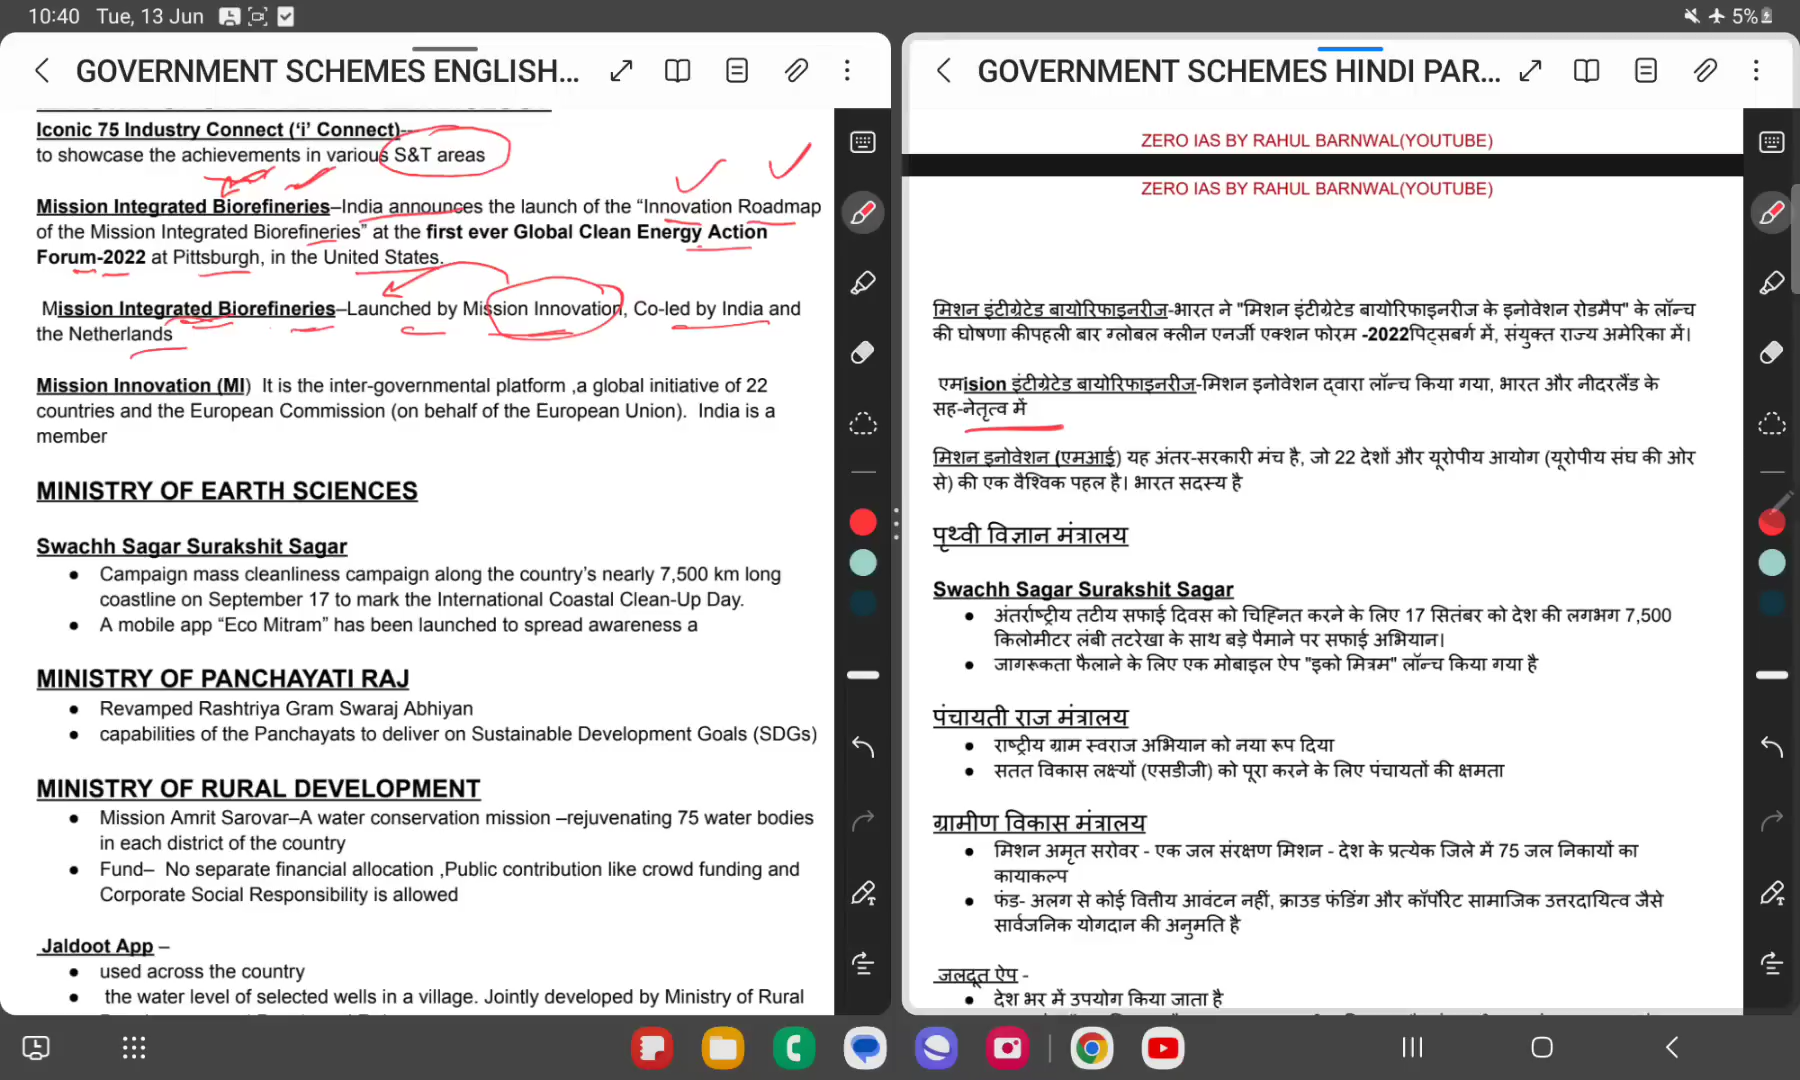 10:40 Tue, 13 Jun
5%
GOVERNMENT SCHEMES ENGLISH...
Iconic 75 Industry Connect (‘i’ Connect)--
to showcase the achievements in various S&T areas
Mission Integrated Biorefineries–India announces the launch of the “Innovation Roadmap
of the Mission Integrated Biorefineries” at the first ever Global Clean Energy Action
Forum-2022 at Pittsburgh, in the United States.
Mission Integrated Biorefineries–Launched by Mission Innovation, Co-led by India and
the Netherlands
Mission Innovation (MI) It is the inter-governmental platform ,a global initiative of 22
countries and the European Commission (on behalf of the European Union). India is a
member
MINISTRY OF EARTH SCIENCES
Swachh Sagar Surakshit Sagar
● Campaign mass cleanliness campaign along the country’s nearly 7,500 km long
coastline on September 17 to mark the International Coastal Clean-Up Day.
● A mobile app “Eco Mitram” has been launched to spread awareness a
MINISTRY OF PANCHAYATI RAJ
● Revamped Rashtriya Gram Swaraj Abhiyan
● capabilities of the Panchayats to deliver on Sustainable Development Goals (SDGs)
MINISTRY OF RURAL DEVELOPMENT
● Mission Amrit Sarovar–A water conservation mission –rejuvenating 75 water bodies
in each district of the country
● Fund– No separate financial allocation ,Public contribution like crowd funding and
Corporate Social Responsibility is allowed
Jaldoot App –
● used across the country
● the water level of selected wells in a village. Jointly developed by Ministry of Rural
GOVERNMENT SCHEMES HINDI PAR...
ZERO IAS BY RAHUL BARNWAL(YOUTUBE)
ZERO IAS BY RAHUL BARNWAL(YOUTUBE)
मिशन इंटीग्रेटेड बायोरिफाइनरीज-भारत ने "मिशन इंटीग्रेटेड बायोरिफाइनरीज के इनोवेशन रोडमैप" के लॉन्च
की घोषणा कीपहली बार ग्लोबल क्लीन एनर्जी एक्शन फोरम -2022पिट्सबर्ग में, संयुक्त राज्य अमेरिका में।
एमision इंटीग्रेटेड बायोरिफाइनरीज-मिशन इनोवेशन द्वारा लॉन्च किया गया, भारत और नीदरलैंड के
सह-नेतृत्व में
मिशन इनोवेशन (एमआई) यह अंतर-सरकारी मंच है, जो 22 देशों और यूरोपीय आयोग (यूरोपीय संघ की ओर
से) की एक वैश्विक पहल है। भारत सदस्य है
पृथ्वी विज्ञान मंत्रालय
Swachh Sagar Surakshit Sagar
● अंतर्राष्ट्रीय तटीय सफाई दिवस को चिह्नित करने के लिए 17 सितंबर को देश की लगभग 7,500
किलोमीटर लंबी तटरेखा के साथ बड़े पैमाने पर सफाई अभियान।
● जागरूकता फैलाने के लिए एक मोबाइल ऐप "इको मित्रम" लॉन्च किया गया है
पंचायती राज मंत्रालय
● राष्ट्रीय ग्राम स्वराज अभियान को नया रूप दिया
● सतत विकास लक्ष्यों (एसडीजी) को पूरा करने के लिए पंचायतों की क्षमता
ग्रामीण विकास मंत्रालय
● मिशन अमृत सरोवर - एक जल संरक्षण मिशन - देश के प्रत्येक जिले में 75 जल निकायों का
कायाकल्प
● फंड- अलग से कोई वित्तीय आवंटन नहीं, क्राउड फंडिंग और कॉर्पोरेट सामाजिक उत्तरदायित्व जैसे
सार्वजनिक योगदान की अनुमति है
जलदूत ऐप -
● देश भर में उपयोग किया जाता है